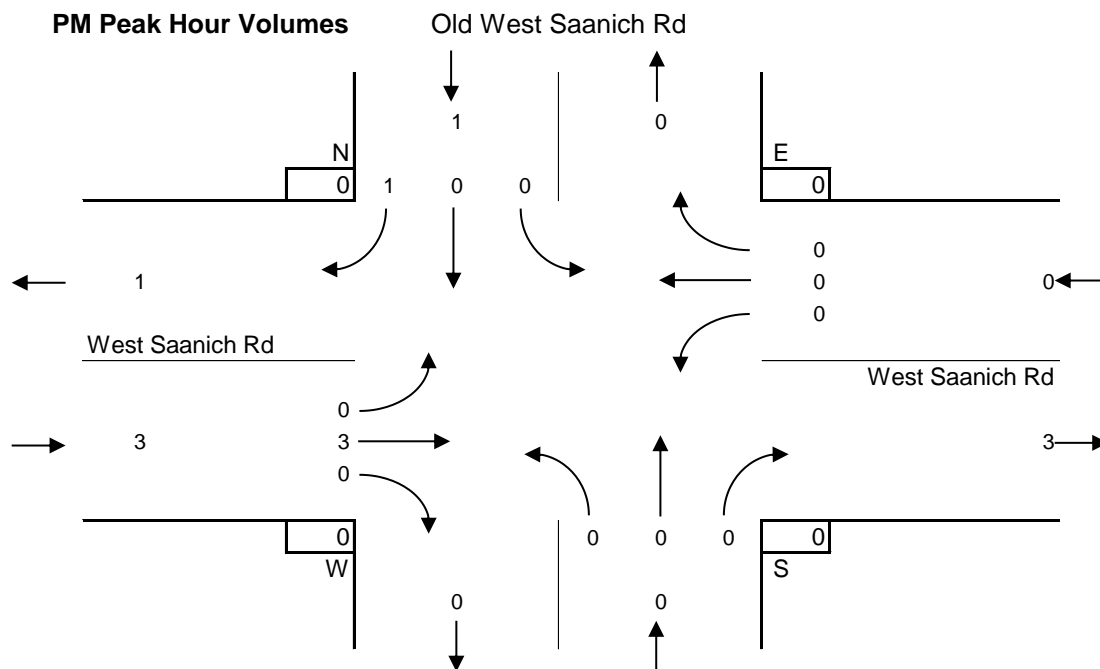 PM Peak Hour Volumes Old West Saanich Rd
1 0
N E
0 1 0 0 0
0
1 0 0
0
West Saanich Rd
West Saanich Rd
0
3 3 3
0
0 0 0 0 0
W S
0 0